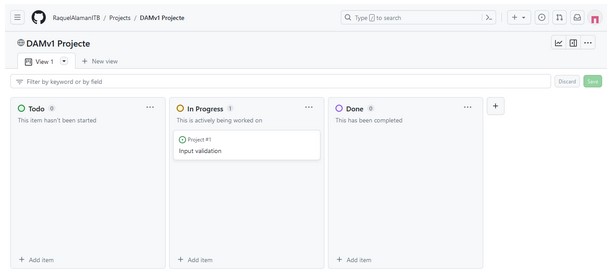 RaquelAlamanITB / Projects / DAMv1 Projecte
Type / to search
DAMv1 Projecte
View 1
+ New view
Filter by keyword or by field
Discard
Save
Todo 0
This item hasn't been started
+ Add item
In Progress 1
This is actively being worked on
Project #1
Input validation
+ Add item
Done 0
This has been completed
+ Add item